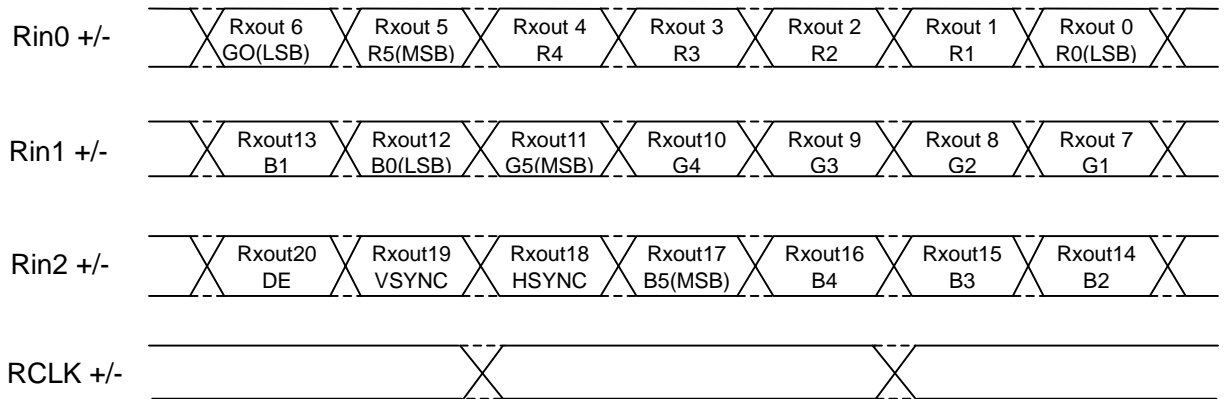 Rin0 +/-
Rxout 6 Rxout 5 Rxout 4 Rxout 3 Rxout 2 Rxout 1 Rxout 0
GO(LSB) R5(MSB) R4 R3 R2 R1 R0(LSB)
Rin1 +/-
Rxout13 Rxout12 Rxout11 Rxout10 Rxout 9 Rxout 8 Rxout 7
B1 B0(LSB) G5(MSB) G4 G3 G2 G1
Rin2 +/-
Rxout20 Rxout19 Rxout18 Rxout17 Rxout16 Rxout15 Rxout14
DE VSYNC HSYNC B5(MSB) B4 B3 B2
RCLK +/-